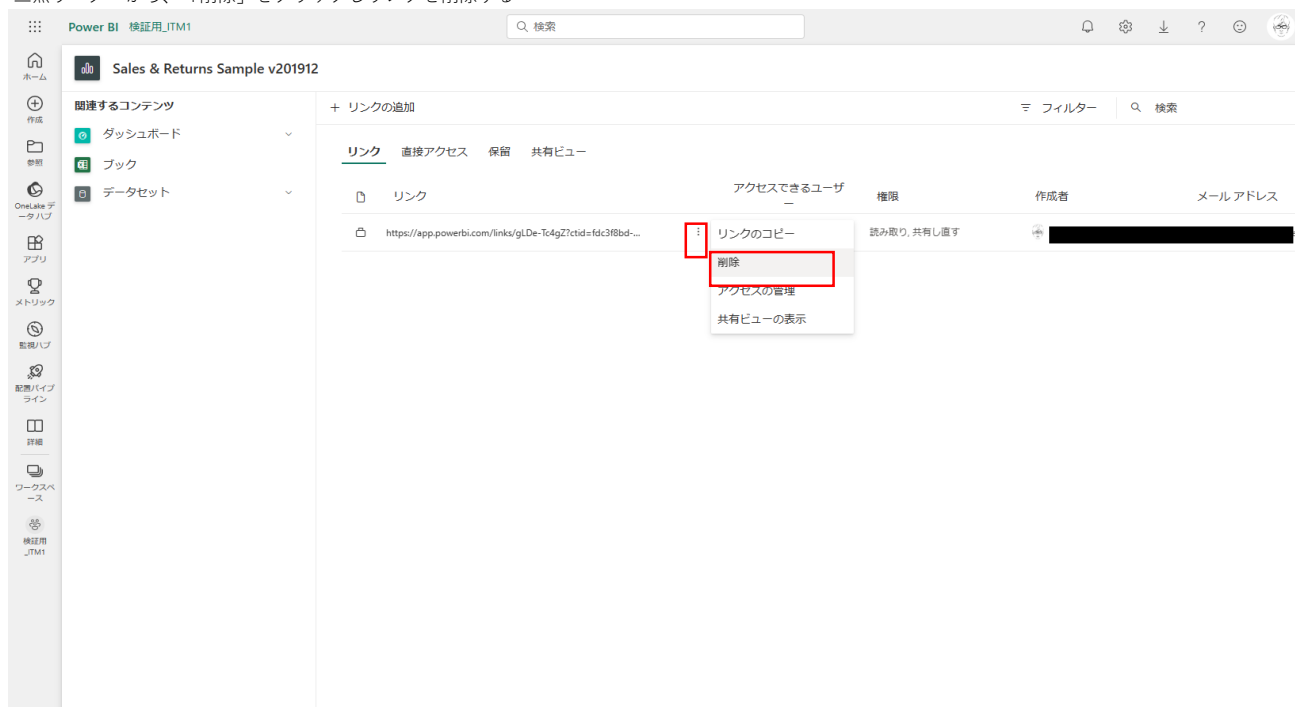 Power BI 検証用_ITM1
検索
ホーム
作成
参照
OneLake デ
ータ ハブ
アプリ
メトリック
監視ハブ
配置パイプ
ライン
詳細
ワークスペ
ース
検証用
_ITM1
Sales & Returns Sample v201912
関連するコンテンツ
ダッシュボード
ブック
データセット
+ リンクの追加
フィルター
検索
リンク 直接アクセス 保留 共有ビュー
リンク
アクセスできるユーザ
ー
権限
作成者
メール アドレス
https://app.powerbi.com/links/gLDe-Tc4gZ?ctid=fdc3f8bd-...
読み取り, 共有し直す
リンクのコピー
削除
アクセスの管理
共有ビューの表示